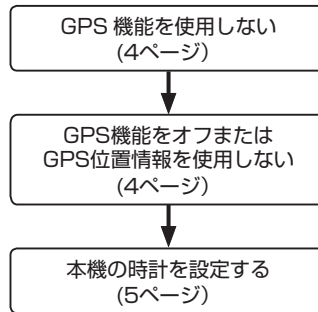 GPS 機能を使用しない
(4ページ)
GPS機能をオフまたは
GPS位置情報を使用しない
(4ページ)
本機の時計を設定する
(5ページ)